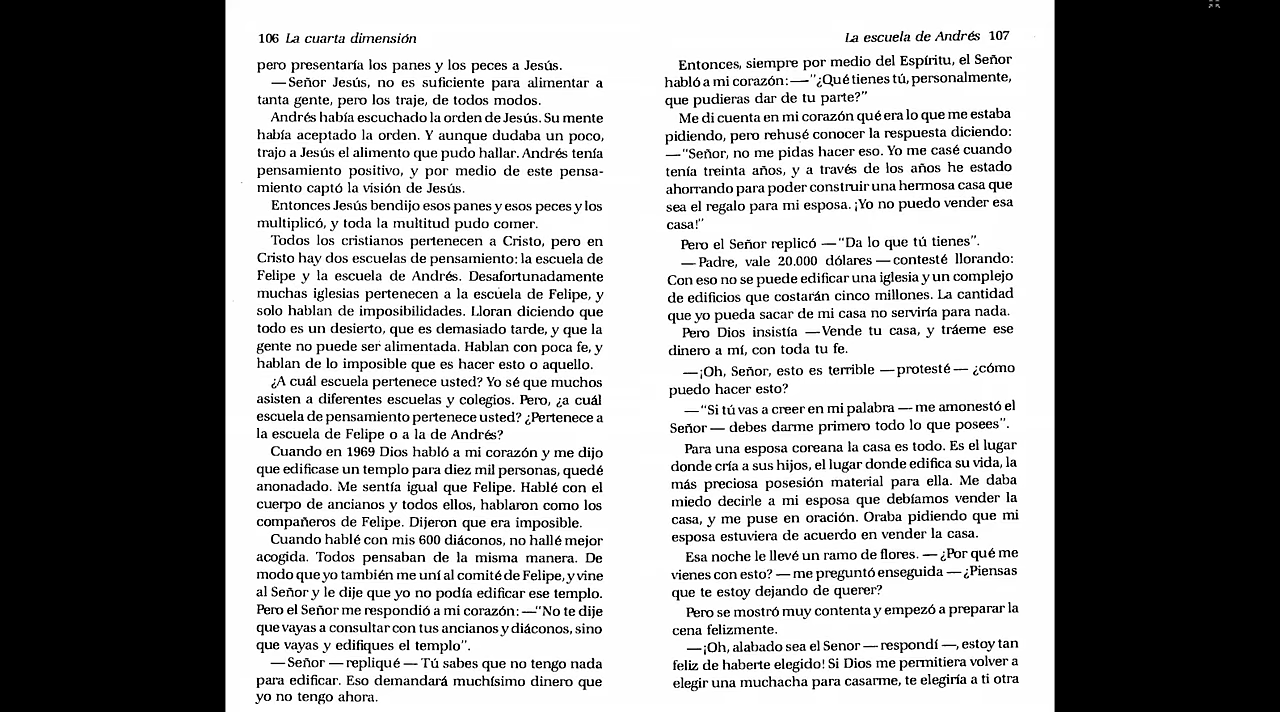 106 La cuarta dimensión
pero presentaría los panes y los peces a Jesús.
—Señor Jesús, no es suficiente para alimentar a
tanta gente, pero los traje, de todos modos.
Andrés había escuchado la orden de Jesús. Su mente
había aceptado la orden. Y aunque dudaba un poco,
trajo a Jesús el alimento que pudo hallar. Andrés tenía
pensamiento positivo, y por medio de este pensa-
miento captó la visión de Jesús.
Entonces Jesús bendijo esos panes y esos peces y los
multiplicó, y toda la multitud pudo comer.
Todos los cristianos pertenecen a Cristo, pero en
Cristo hay dos escuelas de pensamiento: la escuela de
Felipe y la escuela de Andrés. Desafortunadamente
muchas iglesias pertenecen a la escuela de Felipe, y
solo hablan de imposibilidades. Lloran diciendo que
todo es un desierto, que es demasiado tarde, y que la
gente no puede ser alimentada. Hablan con poca fe, y
hablan de lo imposible que es hacer esto o aquello.
¿A cuál escuela pertenece usted? Yo sé que muchos
asisten a diferentes escuelas y colegios. Pero, ¿a cuál
escuela de pensamiento pertenece usted? ¿Pertenece a
la escuela de Felipe o a la de Andrés?
Cuando en 1969 Dios habló a mi corazón y me dijo
que edificase un templo para diez mil personas, quedé
anonadado. Me sentía igual que Felipe. Hablé con el
cuerpo de ancianos y todos ellos, hablaron como los
compañeros de Felipe. Dijeron que era imposible.
Cuando hablé con mis 600 diáconos, no hallé mejor
acogida. Todos pensaban de la misma manera. De
modo que yo también me uní al comité de Felipe, y vine
al Señor y le dije que yo no podía edificar ese templo.
Pero el Señor me respondió a mi corazón: —"No te dije
que vayas a consultar con tus ancianos y diáconos, sino
que vayas y edifiques el templo".
—Señor —repliqué— Tú sabes que no tengo nada
para edificar. Eso demandará muchísimo dinero que
yo no tengo ahora.
La escuela de Andrés 107
Entonces, siempre por medio del Espíritu, el Señor
habló a mi corazón: —"¿Qué tienes tú, personalmente,
que pudieras dar de tu parte?"
Me di cuenta en mi corazón qué era lo que me estaba
pidiendo, pero rehusé conocer la respuesta diciendo:
—"Señor, no me pidas hacer eso. Yo me casé cuando
tenía treinta años, y a través de los años he estado
ahorrando para poder construir una hermosa casa que
sea el regalo para mi esposa. ¡Yo no puedo vender esa
casa!"
Pero el Señor replicó —"Da lo que tú tienes".
—Padre, vale 20.000 dólares —contesté llorando:
Con eso no se puede edificar una iglesia y un complejo
de edificios que costarán cinco millones. La cantidad
que yo pueda sacar de mi casa no serviría para nada.
Pero Dios insistía —Vende tu casa, y tráeme ese
dinero a mí, con toda tu fe.
—¡Oh, Señor, esto es terrible —protesté— ¿cómo
puedo hacer esto?
—"Si tú vas a creer en mi palabra —me amonestó el
Señor— debes darme primero todo lo que posees".
Para una esposa coreana la casa es todo. Es el lugar
donde cría a sus hijos, el lugar donde edifica su vida, la
más preciosa posesión material para ella. Me daba
miedo decirle a mi esposa que debíamos vender la
casa, y me puse en oración. Oraba pidiendo que mi
esposa estuviera de acuerdo en vender la casa.
Esa noche le llevé un ramo de flores. —¿Por qué me
vienes con esto? —me preguntó enseguida —¿Piensas
que te estoy dejando de querer?
Pero se mostró muy contenta y empezó a preparar la
cena felizmente.
—¡Oh, alabado sea el Senor —respondí—, estoy tan
feliz de haberte elegido! Si Dios me permitiera volver a
elegir una muchacha para casarme, te elegiría a ti otra